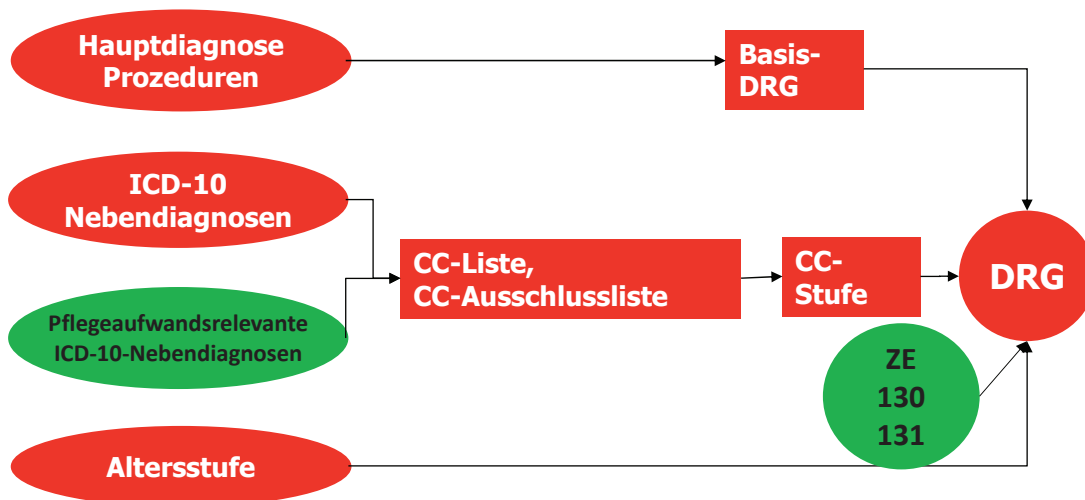 Hauptdiagnose
Prozeduren
Basis-
DRG
ICD-10
Nebendiagnosen
CC-Liste,
CC-Ausschlussliste
CC-
Stufe
DRG
Pflegeaufwandsrelevante
ICD-10-Nebendiagnosen
ZE
130
131
Altersstufe